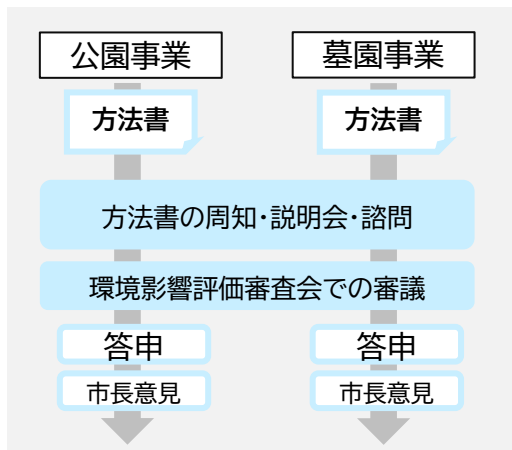 公園事業
墓園事業
方法書
方法書
方法書の周知・説明会・諮問
環境影響評価審査会での審議
答申
答申
市長意見
市長意見